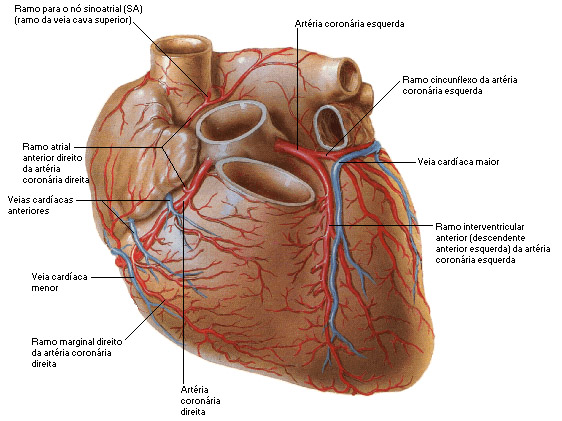 Ramo para o nó sinoatrial (SA)
(ramo da veia cava superior)
Artéria coronária esquerda
Ramo cincunflexo da artéria
coronária esquerda
Ramo atrial
anterior direito
da artéria
coronária direita
Veia cardíaca maior
Veias cardíacas
anteriores
Ramo interventricular
anterior (descendente
anterior esquerda) da artéria
coronária esquerda
Veia cardíaca
menor
Ramo marginal direito
da artéria coronária
direita
Artéria
coronária
direita